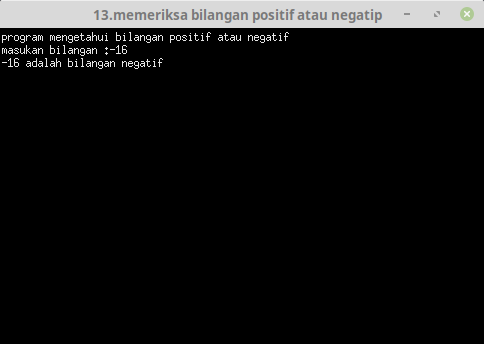 13.memeriksa bilangan positif atau negatip
program mengetahui bilangan positif atau negatif
masukan bilangan :-16
-16 adalah bilangan negatif